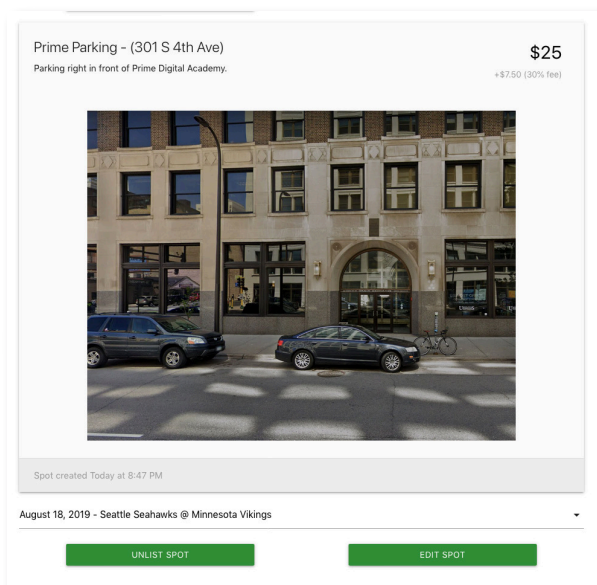 Prime Parking - (301 S 4th Ave)
$25
Parking right in front of Prime Digital Academy.
+$7.50 (30% fee)
Union
Spot created Today at 8:47 PM
August 18, 2019 - Seattle Seahawks @ Minnesota Vikings
UNLIST SPOT
EDIT SPOT